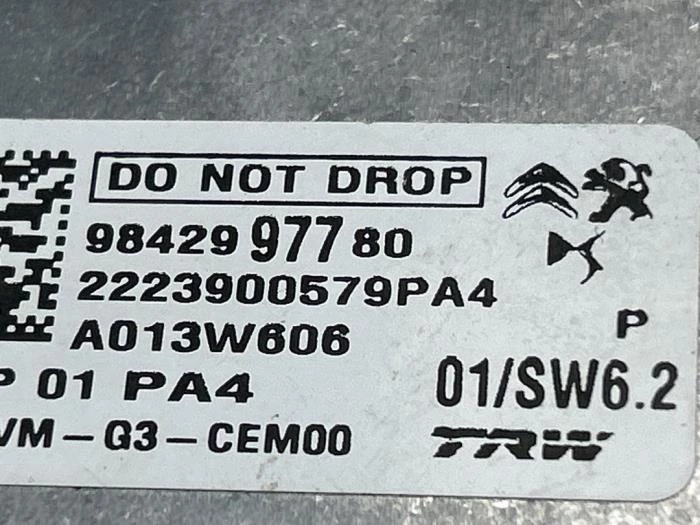 DO NOT DROP
98429 977 80
2223900579PA4
A013W606
P
P 01 PA4
01/SW6.2
VM-G3-CEM00
TRW